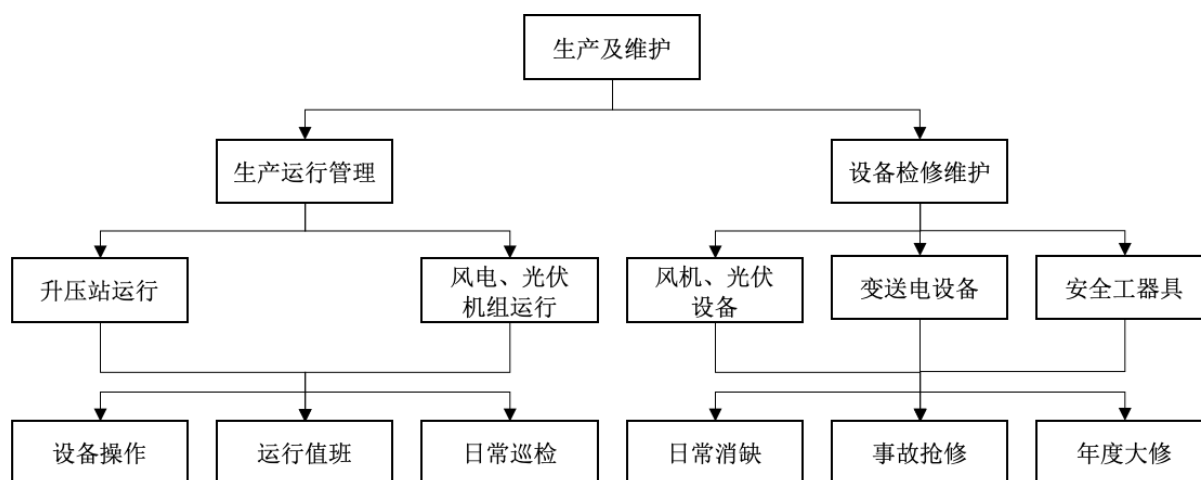 生产及维护
生产运行管理
设备检修维护
升压站运行
风电、光伏
机组运行
风机、光伏
设备
变送电设备
安全工器具
设备操作
运行值班
日常巡检
日常消缺
事故抢修
年度大修